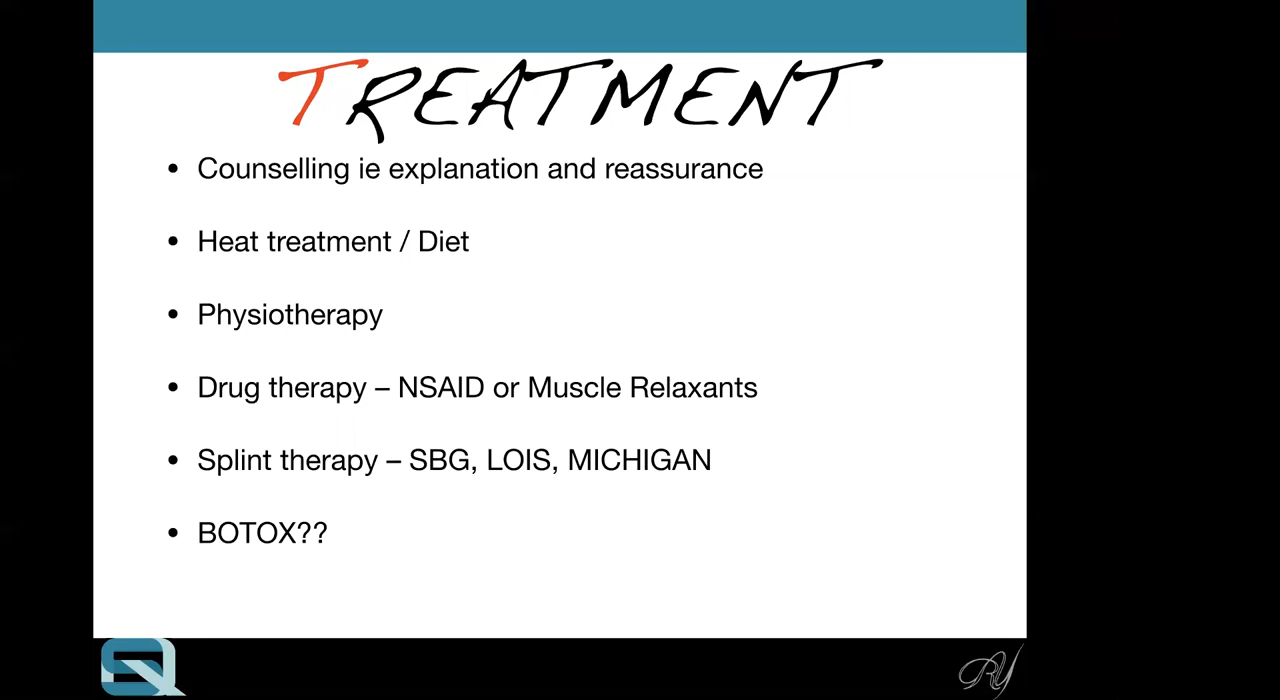 TREATMENT
• Counselling ie explanation and reassurance
• Heat treatment / Diet
• Physiotherapy
• Drug therapy – NSAID or Muscle Relaxants
• Splint therapy – SBG, LOIS, MICHIGAN
• BOTOX??
RY